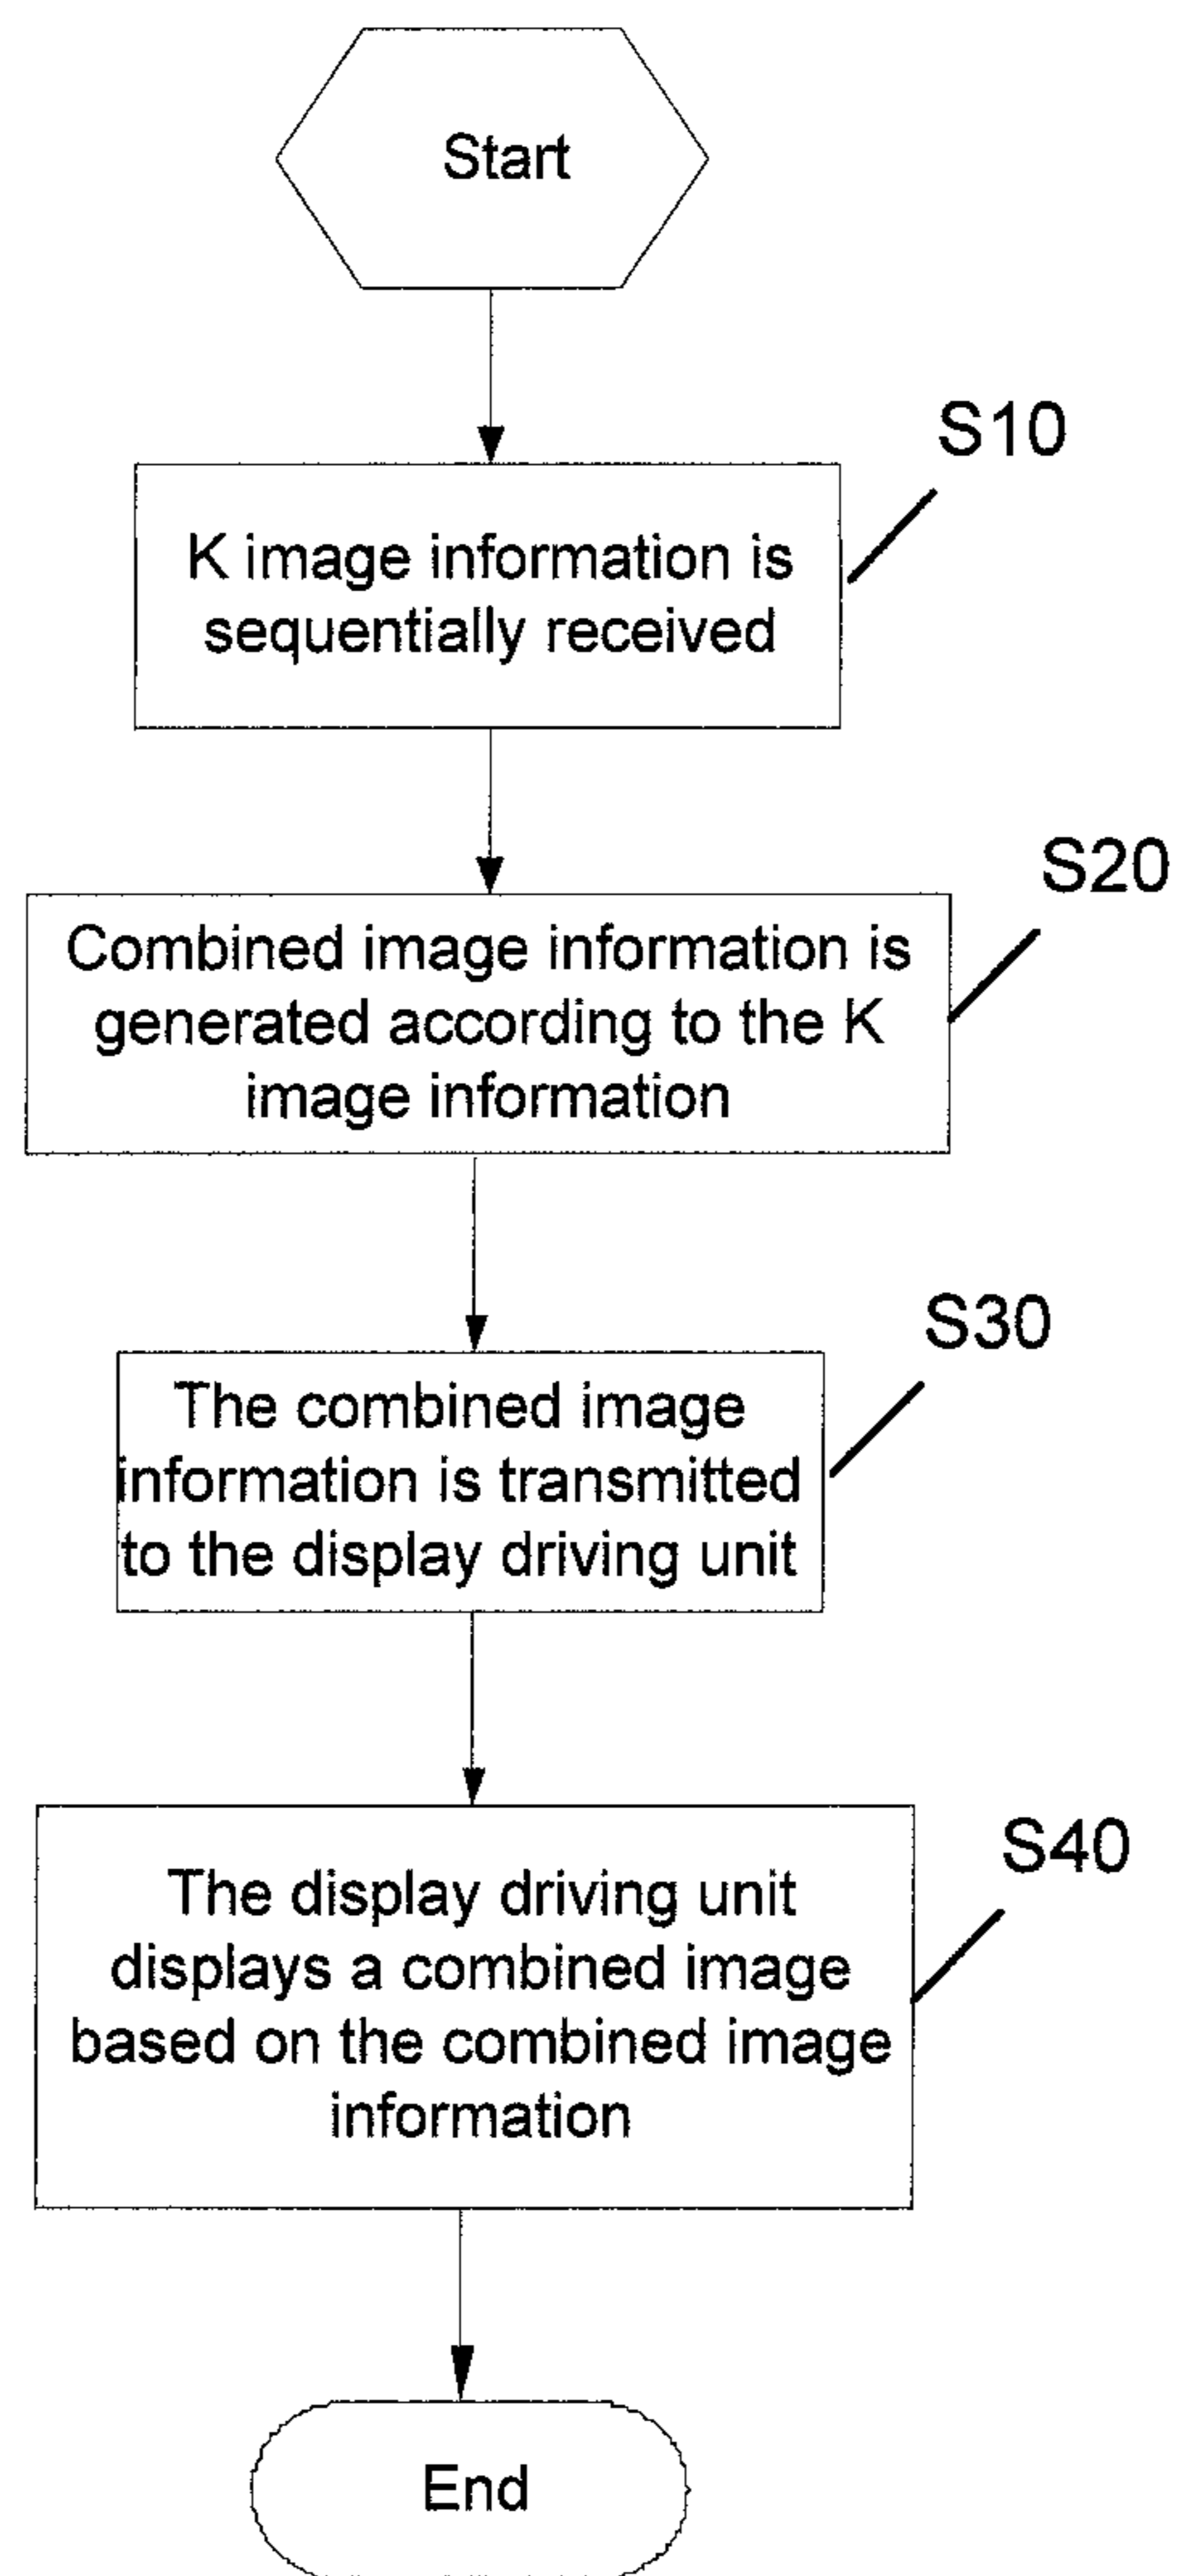 Start
S10
K image information is
sequentially received
S20
Combined image information is
generated according to the K
image information
S30
The combined image
information is transmitted
to the display driving unit
S40
The display driving unit
displays a combined image
based on the combined image
information
End